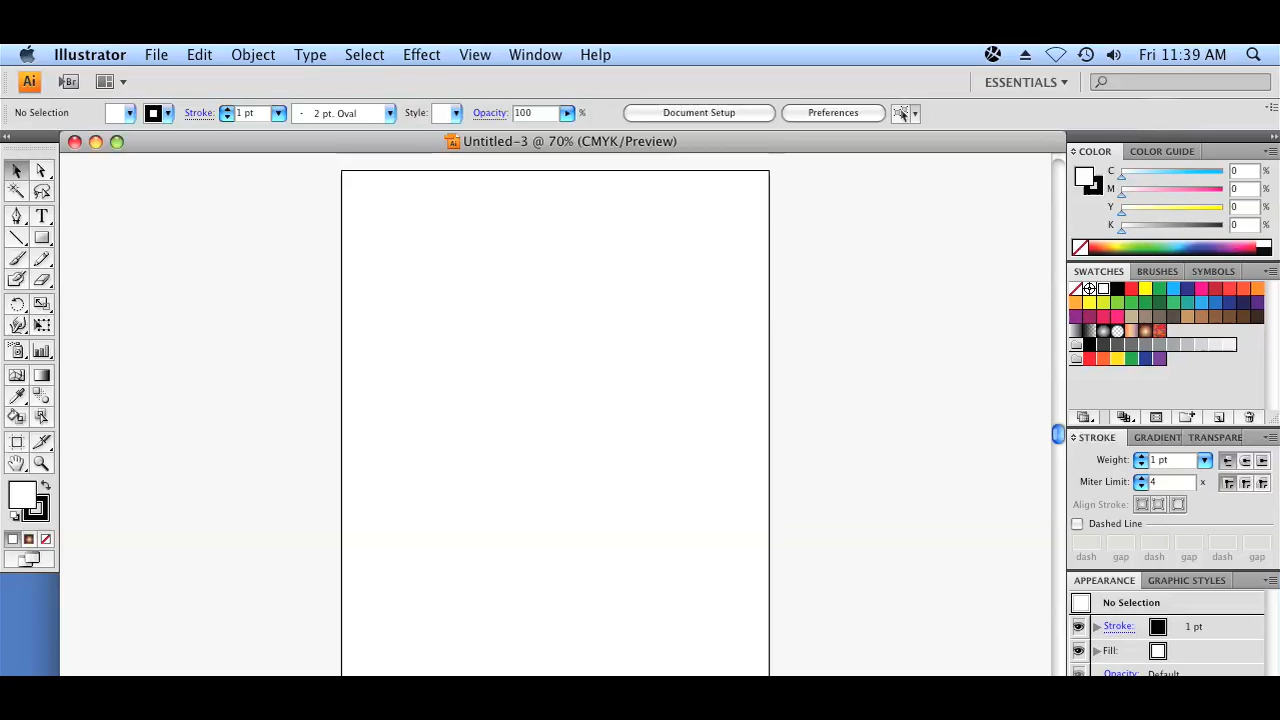 Illustrator File Edit Object Type Select Effect View Window Help Fri 11:39 AM
Ai Br ESSENTIALS
No Selection Stroke: 1 pt - 2 pt. Oval Style: Opacity: 100 % Document Setup Preferences
Untitled-3 @ 70% (CMYK/Preview)
COLOR COLOR GUIDE
C 0 %
M 0 %
Y 0 %
K 0 %
SWATCHES BRUSHES SYMBOLS
STROKE GRADIENT TRANSPARE
Weight: 1 pt
Miter Limit: 4 x
Align Stroke:
Dashed Line
dash gap dash gap dash gap
APPEARANCE GRAPHIC STYLES
No Selection
Stroke: 1 pt
Fill:
Opacity: Default
T